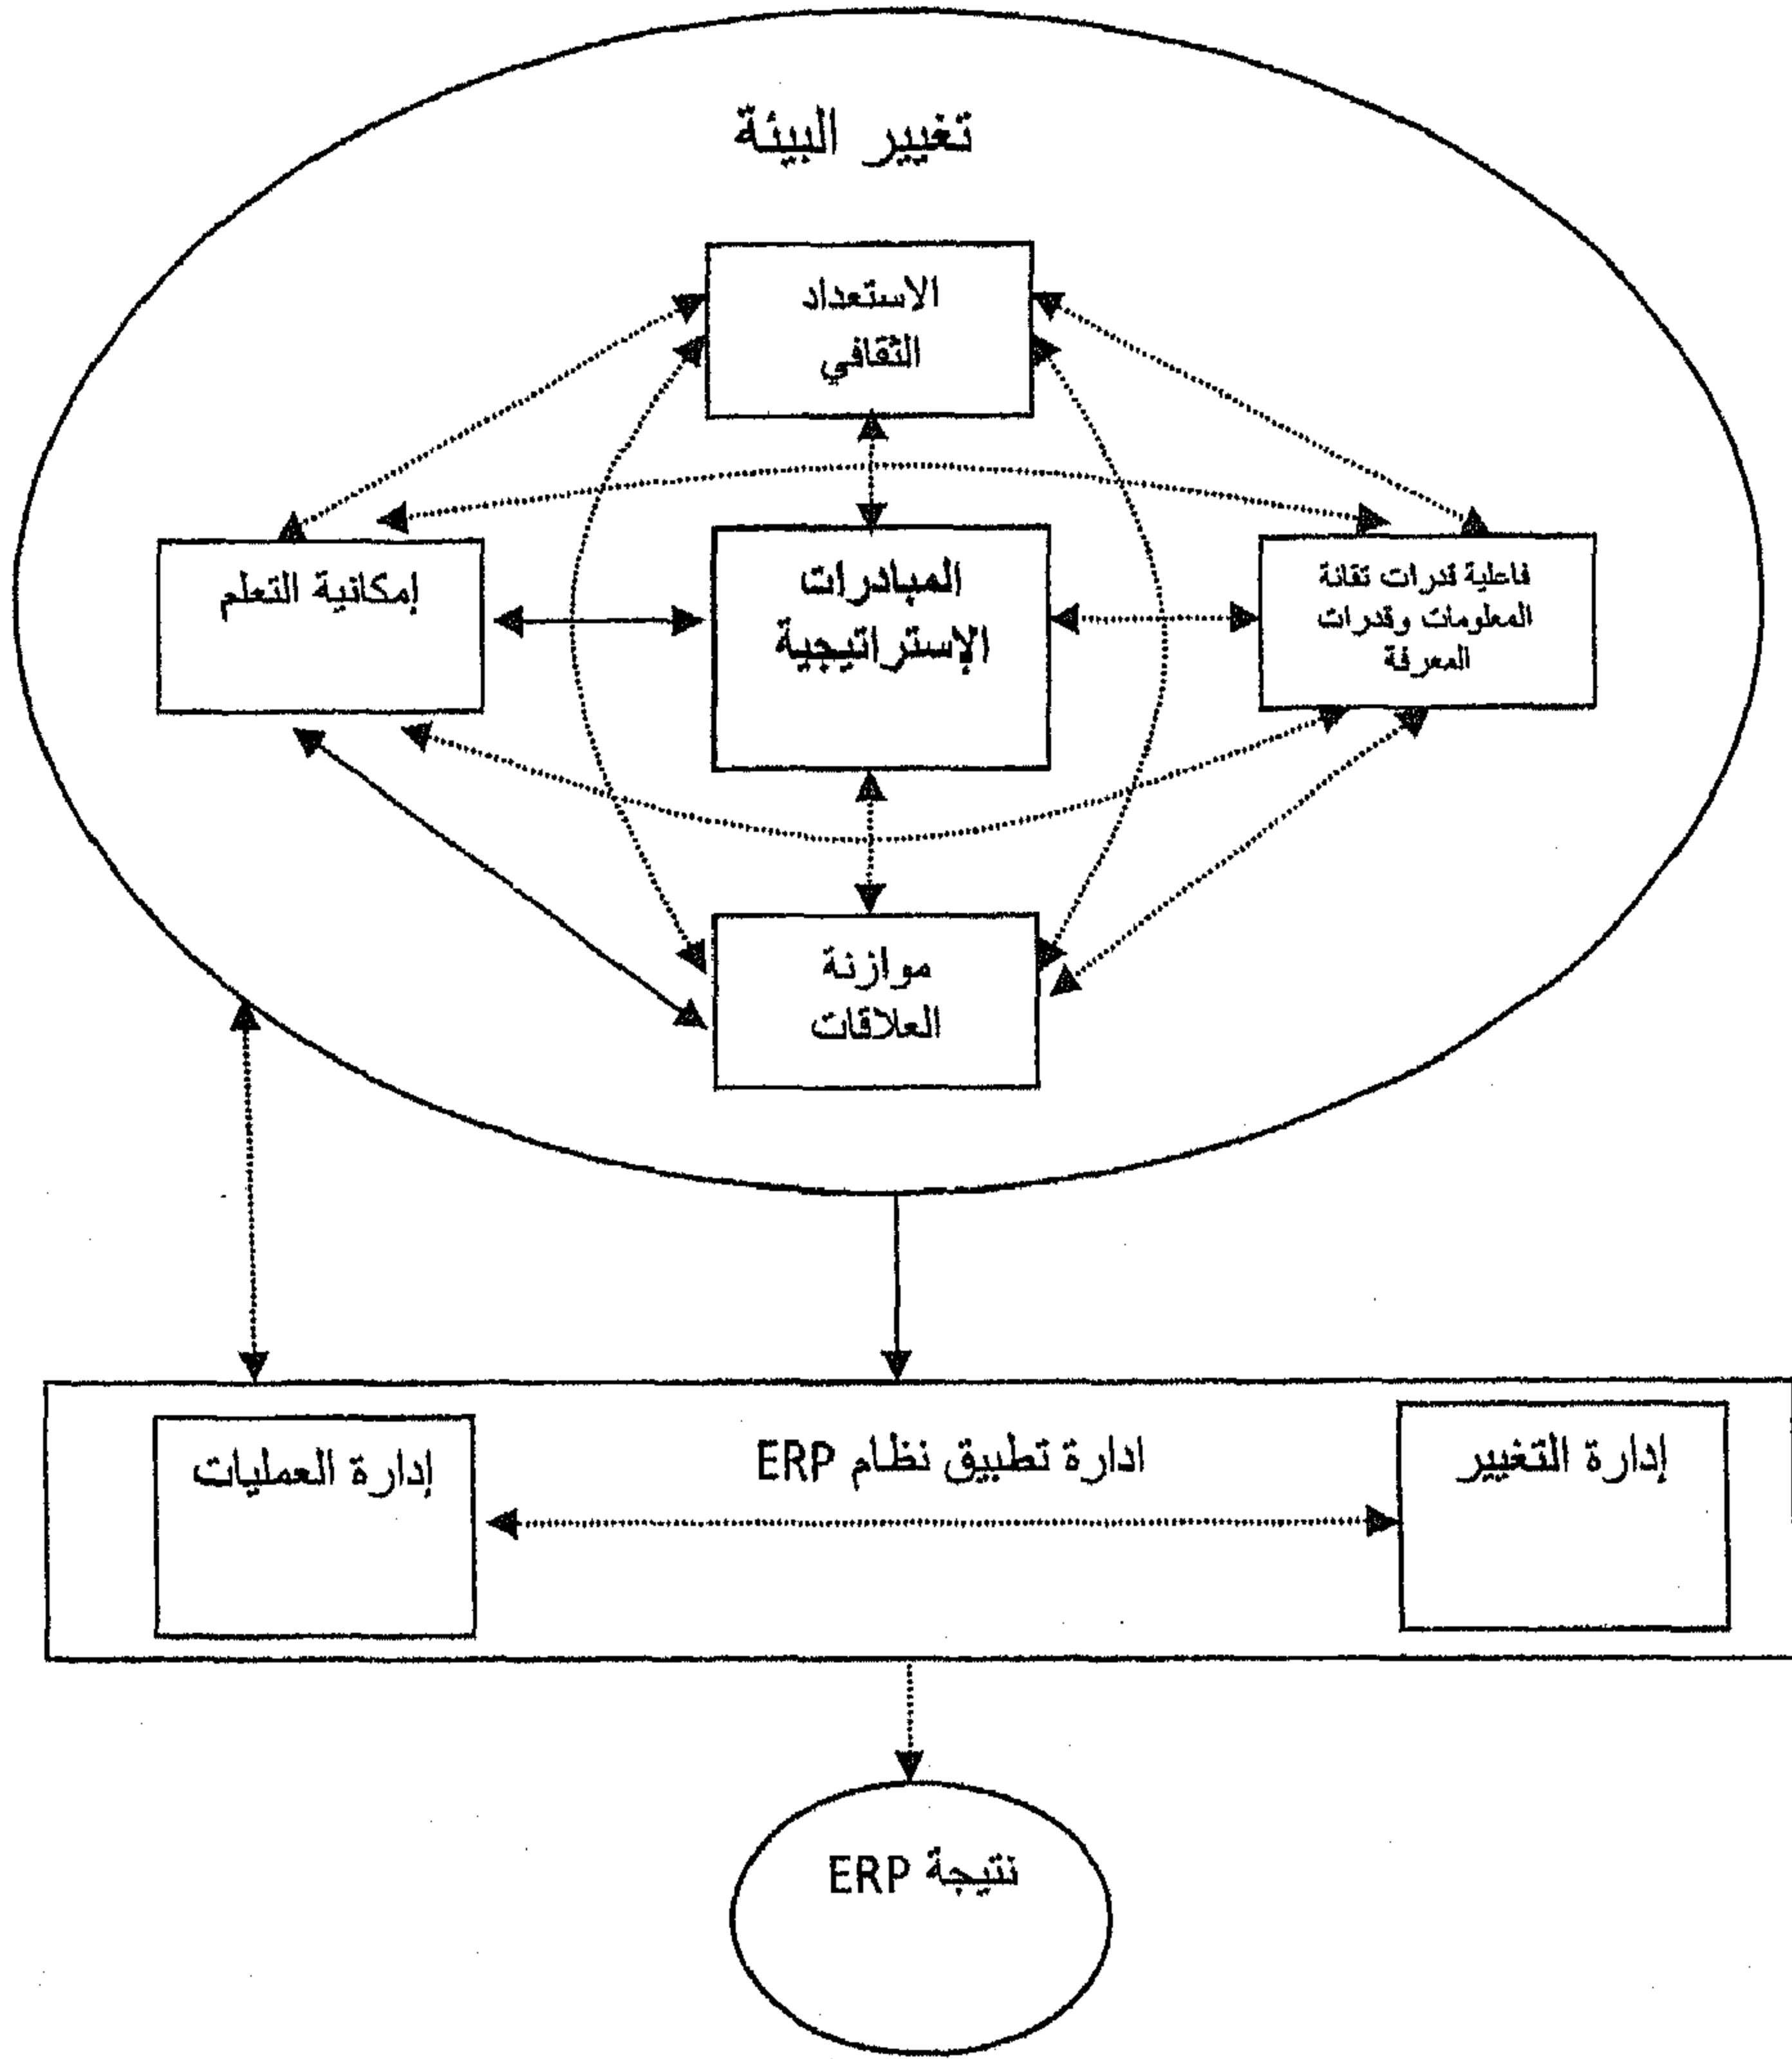 تغيير البيئة
الاستعداد
الثقافي
فاعلية قدرات تقانة
المعلومات وقدرات
المعرفة
المبادرات
الإستراتيجية
إمكانية التعلم
موازنة
العلاقات
إدارة التغيير
ادارة تطبيق نظام ERP
إدارة العمليات
نتيجة ERP